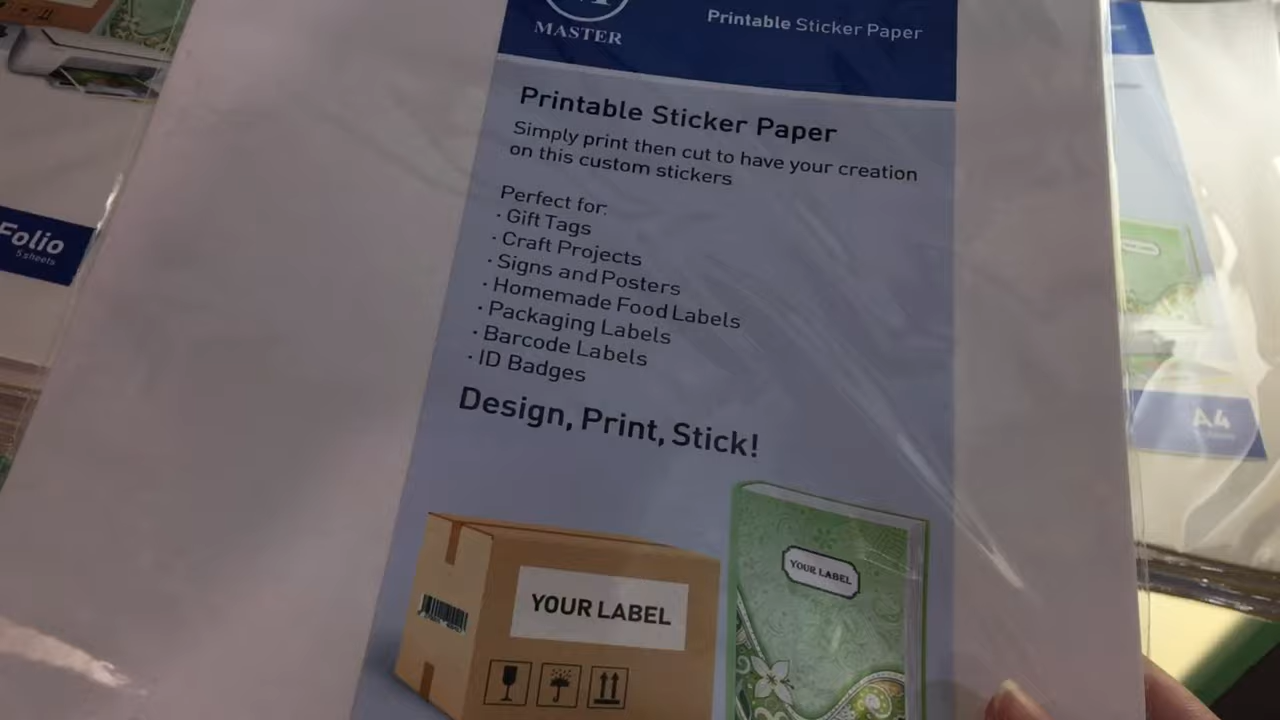 MASTER
Printable Sticker Paper
Printable Sticker Paper
Simply print then cut to have your creation
on this custom stickers
Perfect for:
· Gift Tags
· Craft Projects
· Signs and Posters
· Homemade Food Labels
· Packaging Labels
· Barcode Labels
· ID Badges
Design, Print, Stick!
YOUR LABEL
YOUR LABEL
Folio
5 sheets
A4